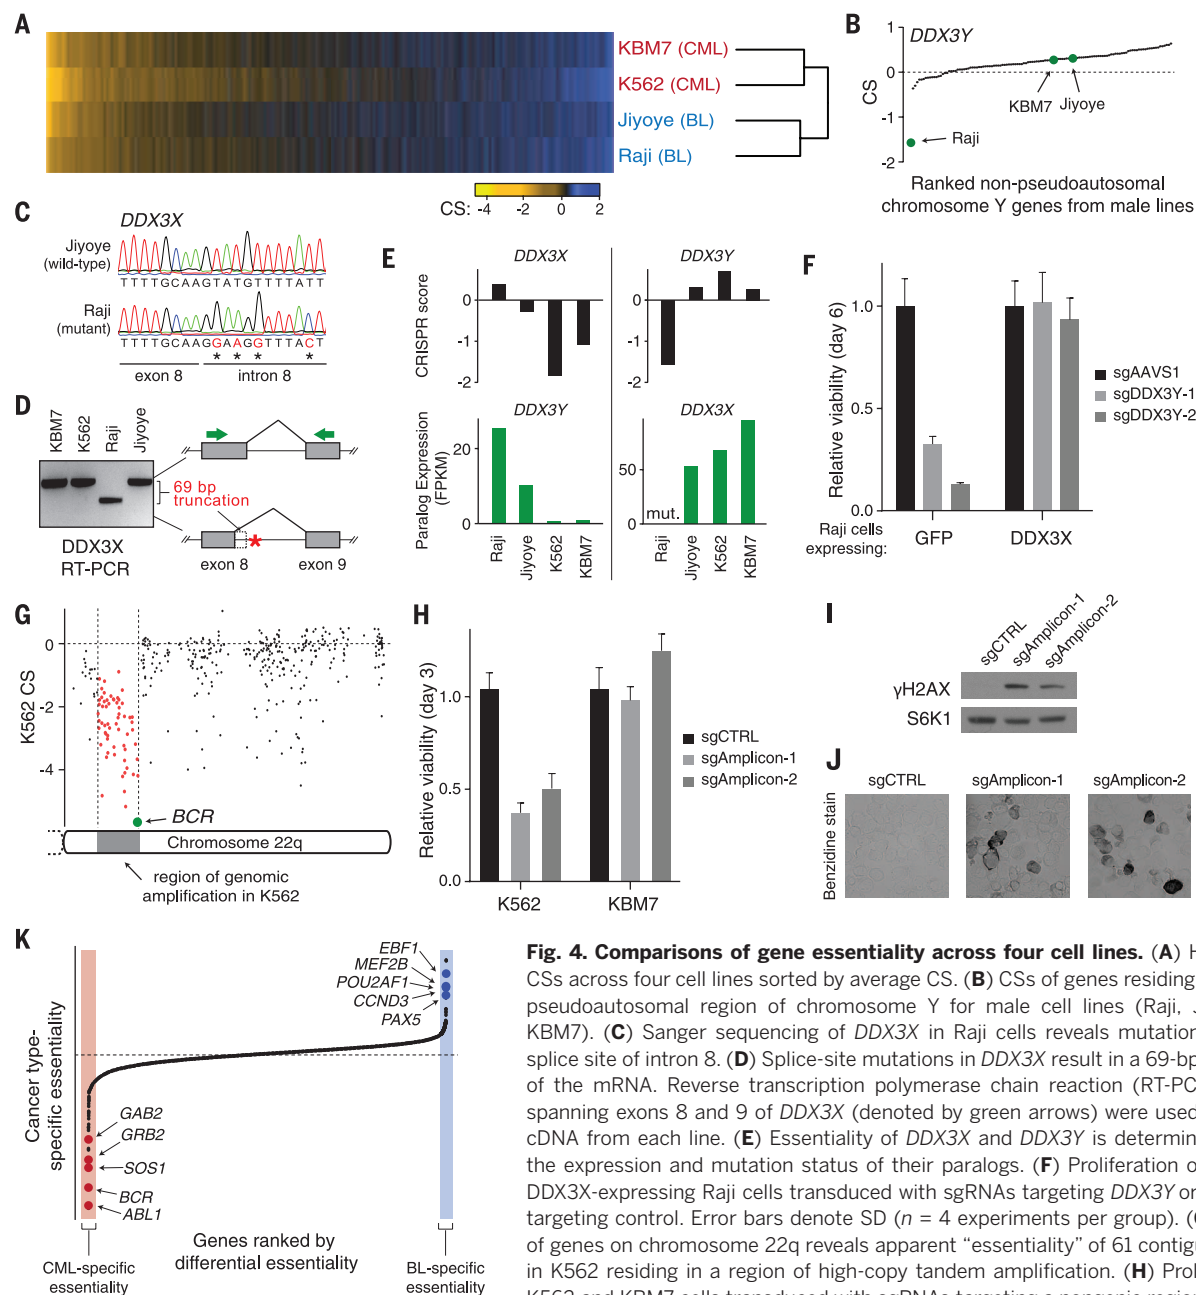 A
KBM7 (CML)
K562 (CML)
Jiyoye (BL)
Raji (BL)
CS: -4 -2 0 2
B
DDX3Y
CS
1
0
-1
-2
KBM7
Jiyoye
Raji
Ranked non-pseudoautosomal
chromosome Y genes from male lines
C
DDX3X
Jiyoye
(wild-type)
TTTTGCAAGTATGTTTTATT
Raji
(mutant)
TTTTGCAAGGAAGGTTTACT
* * * *
exon 8
intron 8
D
KBM7
K562
Raji
Jiyoye
69 bp
truncation
DDX3X
RT-PCR
*
exon 8
exon 9
E
DDX3X
DDX3Y
CRISPR score
0
-1
-2
0
-1
-2
DDX3Y
DDX3X
Paralog Expression
(FPKM)
20
0
50
0
mut.
Raji
Jiyoye
K562
KBM7
Raji
Jiyoye
K562
KBM7
F
Relative viability (day 6)
1.0
0.5
0
sgAAVS1
sgDDX3Y-1
sgDDX3Y-2
Raji cells
expressing:
GFP
DDX3X
G
K562 CS
0
-2
-4
BCR
Chromosome 22q
region of genomic
amplification in K562
H
Relative viability (day 3)
1.0
0.5
0.0
sgCTRL
sgAmplicon-1
sgAmplicon-2
K562
KBM7
I
sgCTRL
sgAmplicon-1
sgAmplicon-2
γH2AX
S6K1
J
sgCTRL
sgAmplicon-1
sgAmplicon-2
Benzidine stain
K
Cancer type-
specific essentiality
EBF1
MEF2B
POU2AF1
CCND3
PAX5
GAB2
GRB2
SOS1
BCR
ABL1
CML-specific
essentiality
Genes ranked by
differential essentiality
BL-specific
essentiality
Fig. 4. Comparisons of gene essentiality across four cell lines. (A) H
CSs across four cell lines sorted by average CS. (B) CSs of genes residing
pseudoautosomal region of chromosome Y for male cell lines (Raji, J
KBM7). (C) Sanger sequencing of DDX3X in Raji cells reveals mutation
splice site of intron 8. (D) Splice-site mutations in DDX3X result in a 69-bp
of the mRNA. Reverse transcription polymerase chain reaction (RT-PC
spanning exons 8 and 9 of DDX3X (denoted by green arrows) were used
cDNA from each line. (E) Essentiality of DDX3X and DDX3Y is determin
the expression and mutation status of their paralogs. (F) Proliferation o
DDX3X-expressing Raji cells transduced with sgRNAs targeting DDX3Y or
targeting control. Error bars denote SD (n = 4 experiments per group). (G
of genes on chromosome 22q reveals apparent “essentiality” of 61 contig
in K562 residing in a region of high-copy tandem amplification. (H) Prol